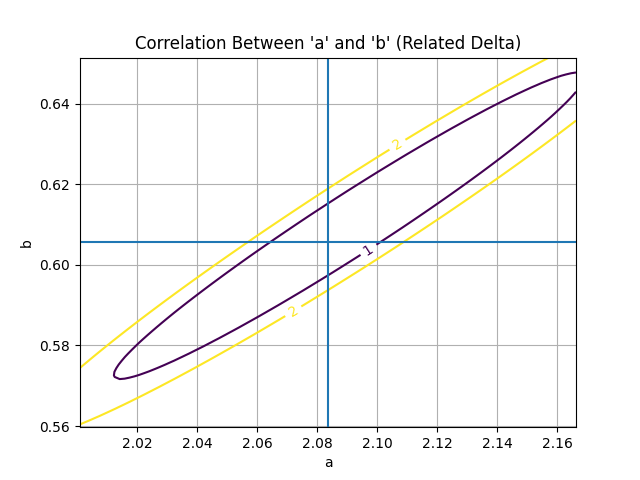 Correlation Between 'a' and 'b' (Related Delta)
b
0.64
0.62
0.60
0.58
0.56
2
1
2
2.02 2.04 2.06 2.08 2.10 2.12 2.14 2.16
a